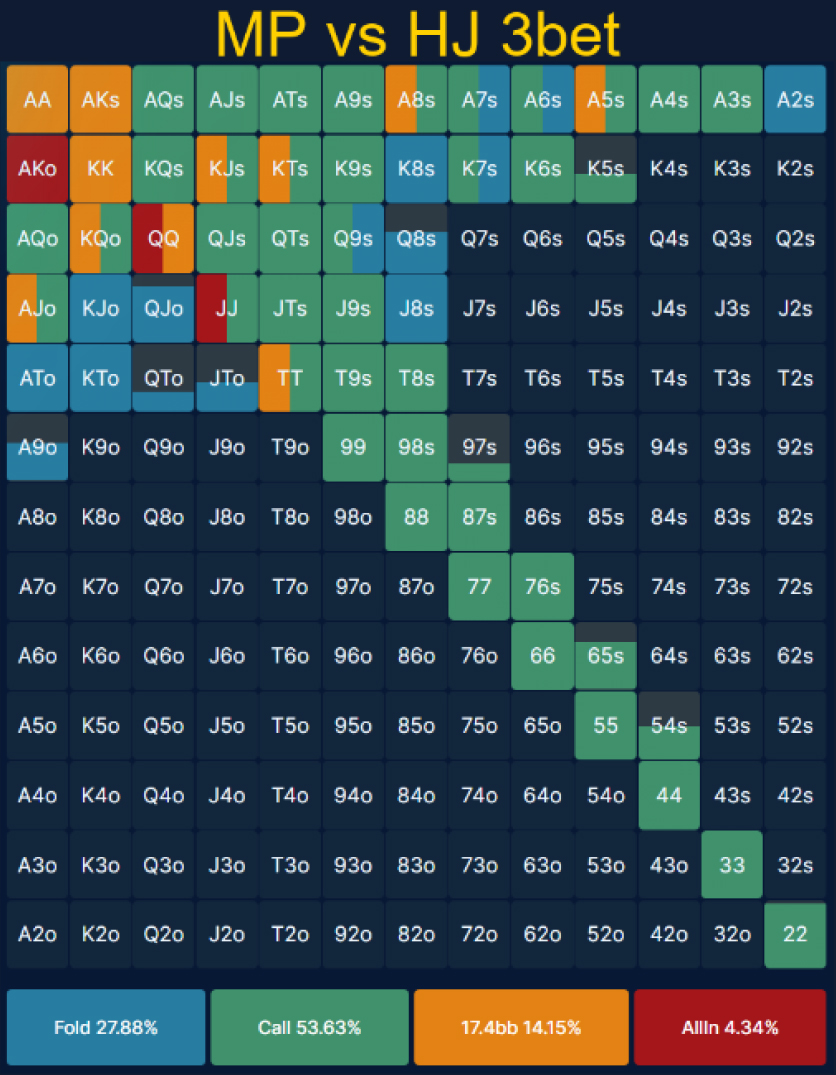 MP vs HJ 3bet
AA AKs AQs AJs ATs A9s A8s A7s A6s A5s A4s A3s A2s
AKo KK KQs KJs KTs K9s K8s K7s K6s K5s K4s K3s K2s
AQo KQo QQ QJs QTs Q9s Q8s Q7s Q6s Q5s Q4s Q3s Q2s
AJo KJo QJo JJ JTs J9s J8s J7s J6s J5s J4s J3s J2s
ATo KTo QTo JTo TT T9s T8s T7s T6s T5s T4s T3s T2s
A9o K9o Q9o J9o T9o 99 98s 97s 96s 95s 94s 93s 92s
A8o K8o Q8o J8o T8o 98o 88 87s 86s 85s 84s 83s 82s
A7o K7o Q7o J7o T7o 97o 87o 77 76s 75s 74s 73s 72s
A6o K6o Q6o J6o T6o 96o 86o 76o 66 65s 64s 63s 62s
A5o K5o Q5o J5o T5o 95o 85o 75o 65o 55 54s 53s 52s
A4o K4o Q4o J4o T4o 94o 84o 74o 64o 54o 44 43s 42s
A3o K3o Q3o J3o T3o 93o 83o 73o 63o 53o 43o 33 32s
A2o K2o Q2o J2o T2o 92o 82o 72o 62o 52o 42o 32o 22
Fold 27.88% Call 53.63% 17.4bb 14.15% AllIn 4.34%